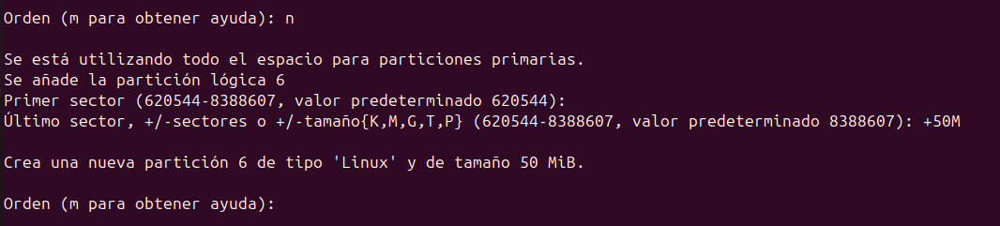 Orden (m para obtener ayuda): n
Se está utilizando todo el espacio para particiones primarias.
Se añade la partición lógica 6
Primer sector (620544-8388607, valor predeterminado 620544):
Último sector, +/-sectores o +/-tamaño{K,M,G,T,P} (620544-8388607, valor predeterminado 8388607): +50M
Crea una nueva partición 6 de tipo 'Linux' y de tamaño 50 MiB.
Orden (m para obtener ayuda):